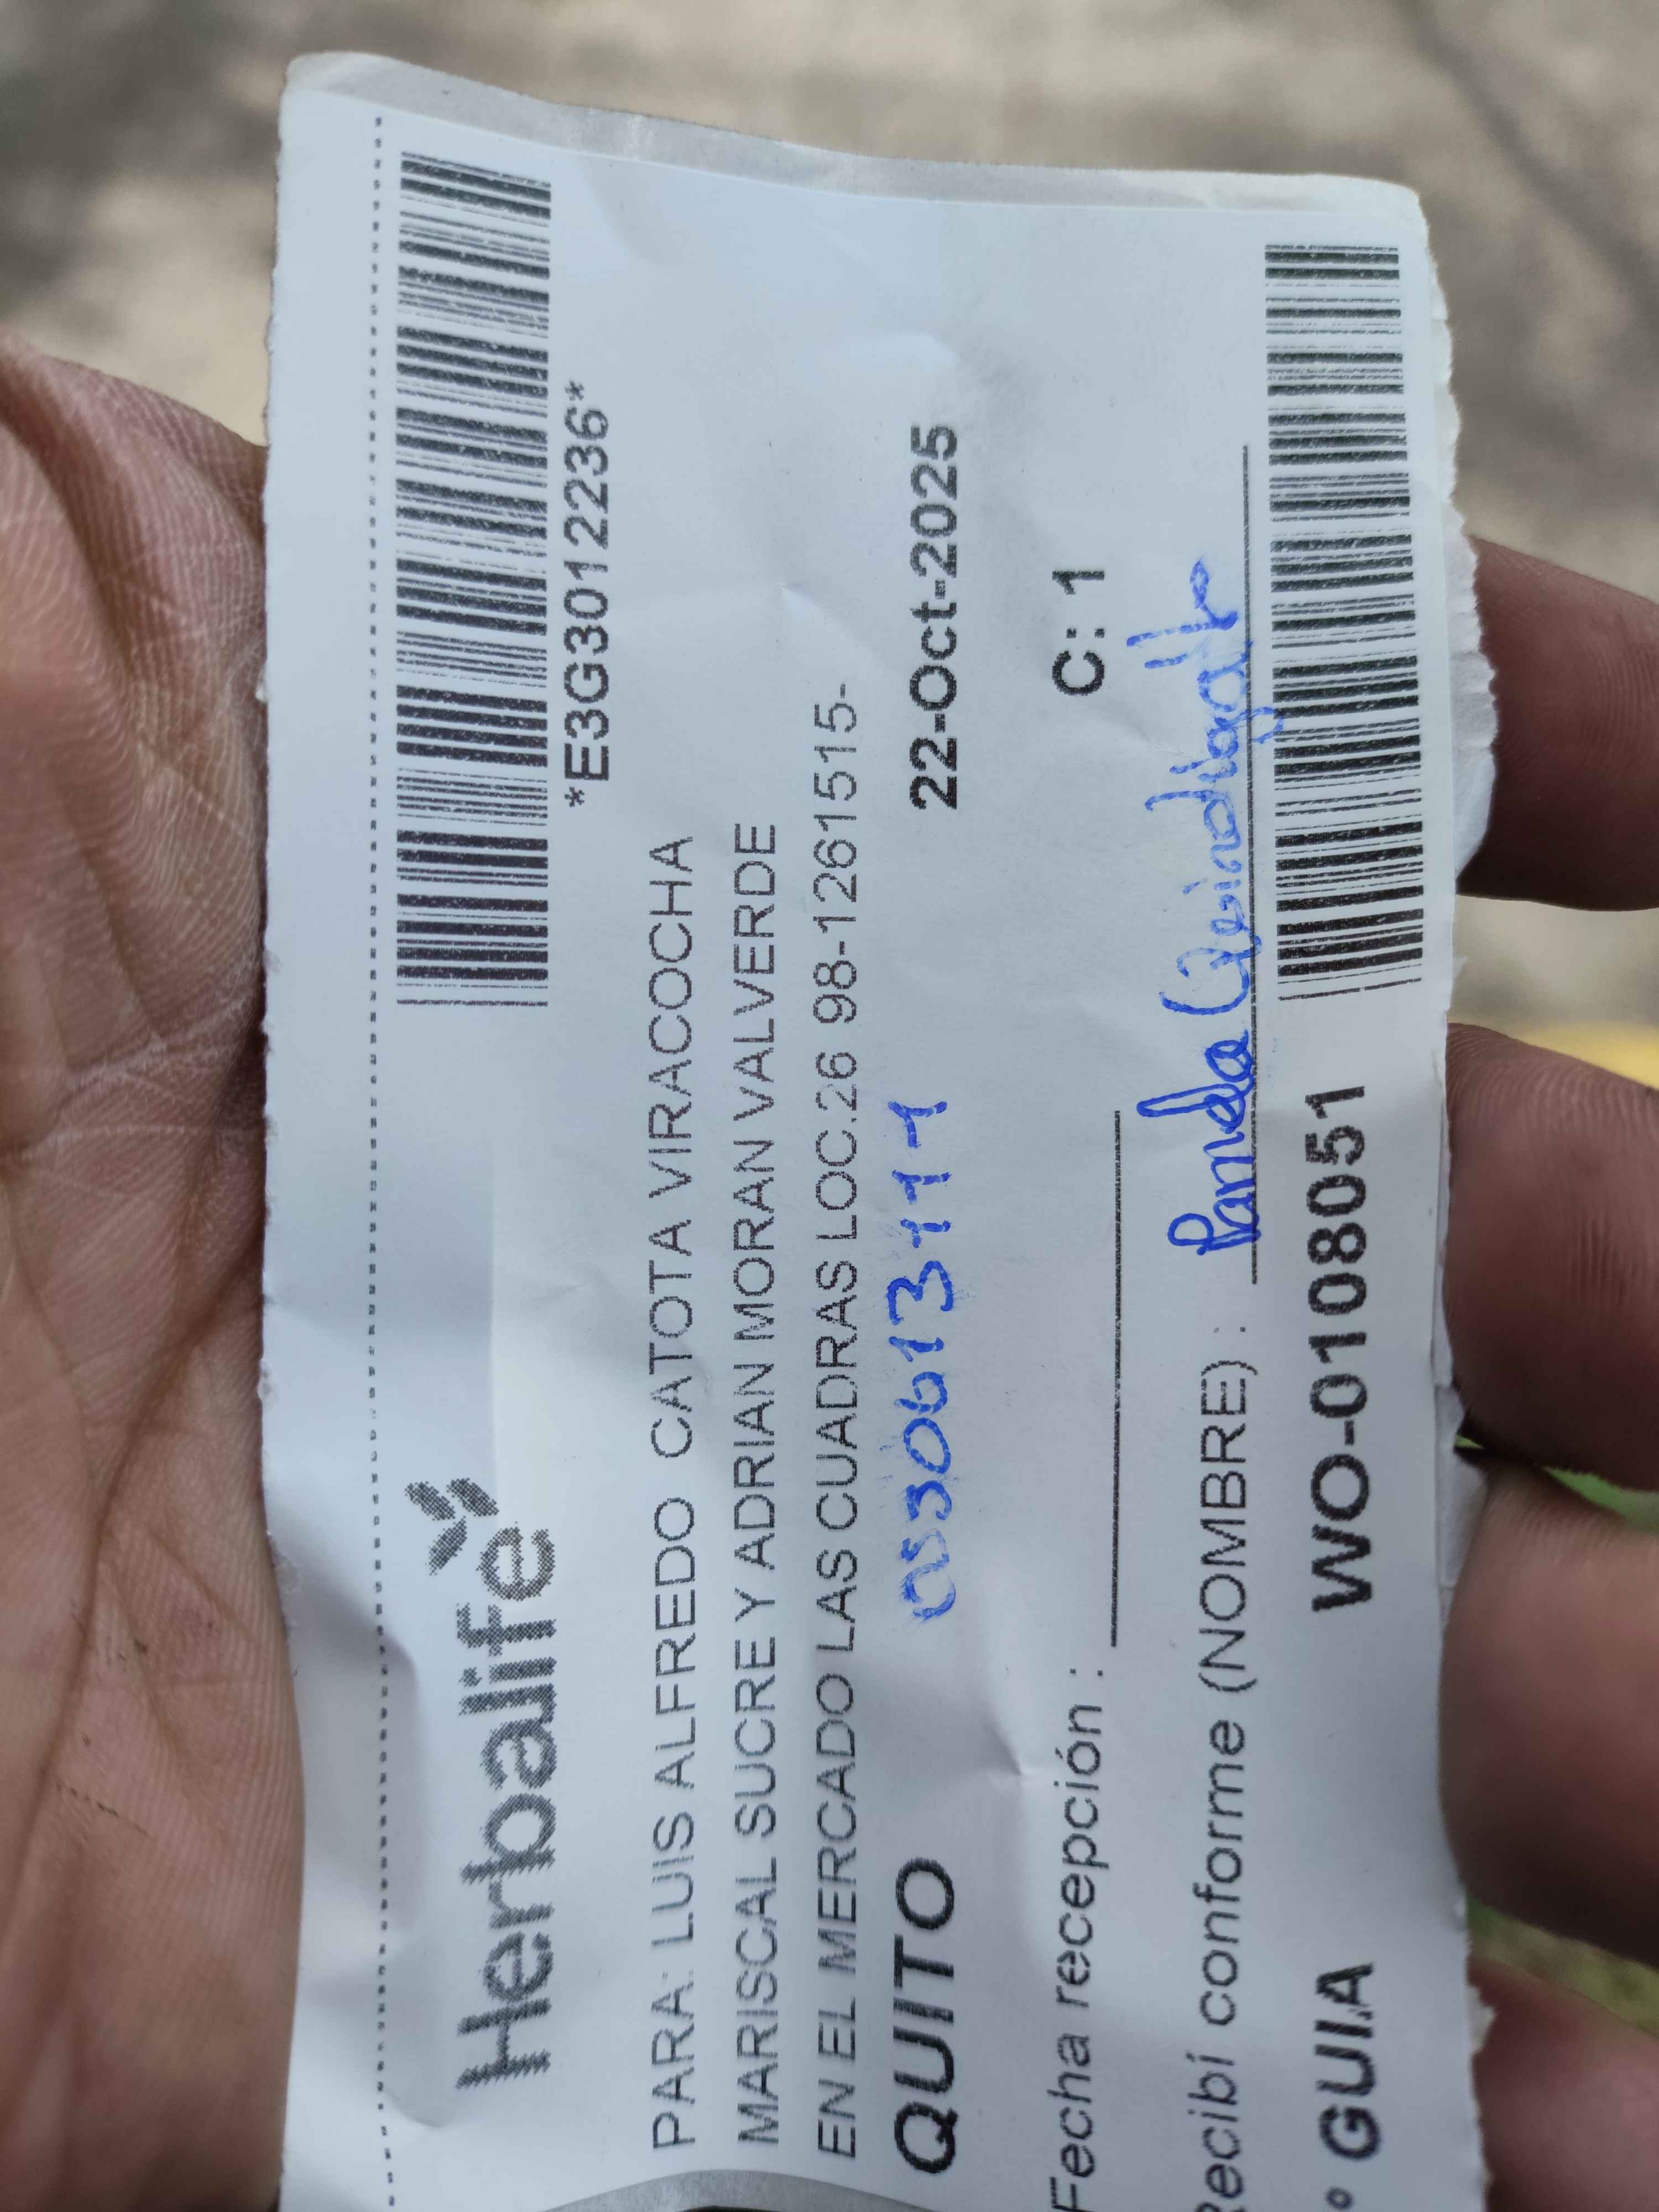 *E3G3012236*
Herbalife
PARA: LUIS ALFREDO CATOTA VIRACOCHA
MARISCAL SUCRE Y ADRIAN MORAN VALVERDE
EN EL MERCADO LAS CUADRAS LOC.26 98-1261515-
QUITO 22-Oct-2025
Fecha recepción : C: 1
Recibí conforme (NOMBRE) : Pamela
° GUIA WO-0108051